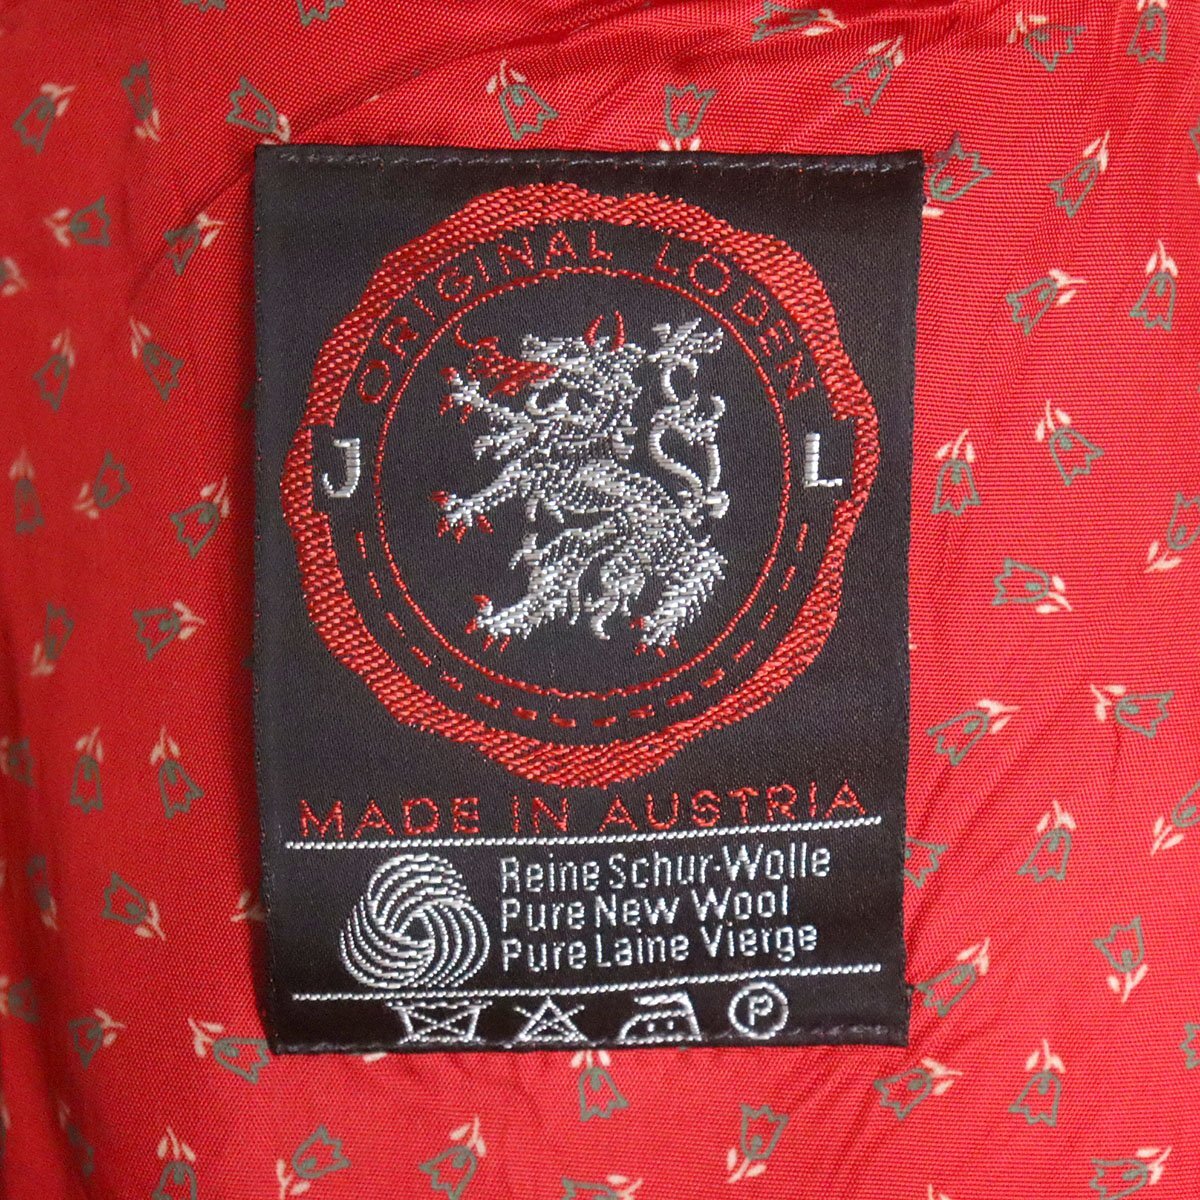 ORIGINAL LODEN
J L
MADE IN AUSTRIA
Reine Schur-Wolle
Pure New Wool
Pure Laine Vierge
P